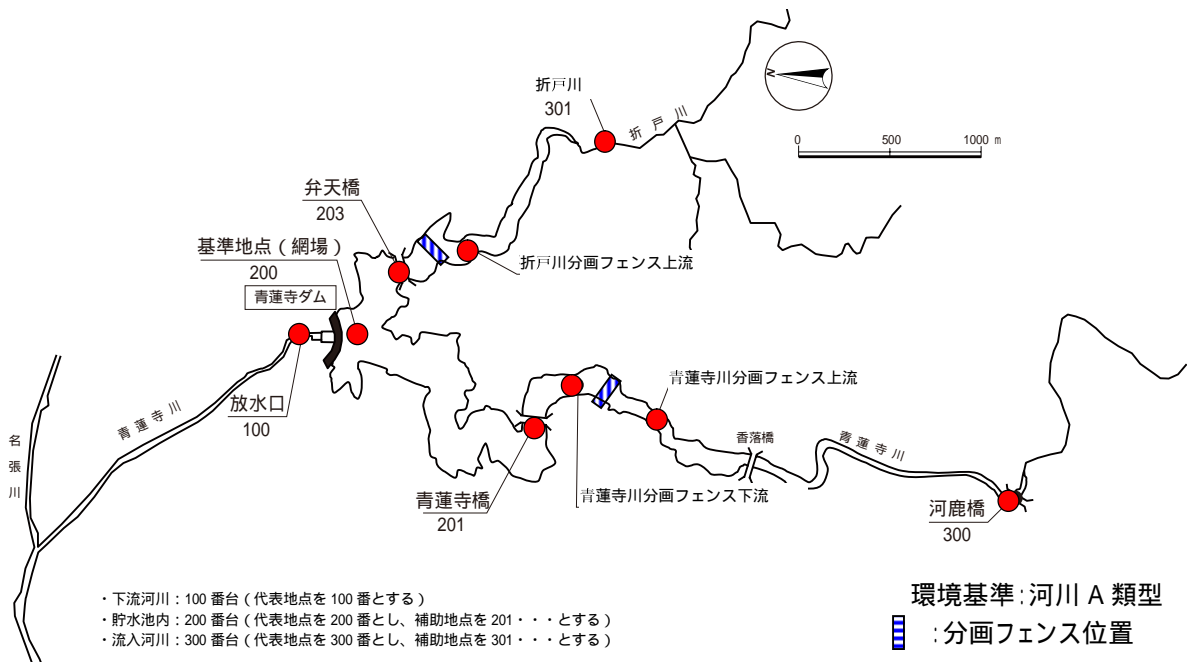 N
0 500 1000 m
折戸川
301
折戸川
弁天橋
203
基準地点（網場）
200
青蓮寺ダム
折戸川分画フェンス上流
放水口
100
青蓮寺川
名張川
青蓮寺川分画フェンス上流
香落橋
青蓮寺川
青蓮寺橋
201
青蓮寺川分画フェンス下流
河鹿橋
300
・下流河川：100 番台（代表地点を 100 番とする）
・貯水池内：200 番台（代表地点を 200 番とし、補助地点を 201・・・とする）
・流入河川：300 番台（代表地点を 300 番とし、補助地点を 301・・・とする）
環境基準：河川 A 類型
：分画フェンス位置